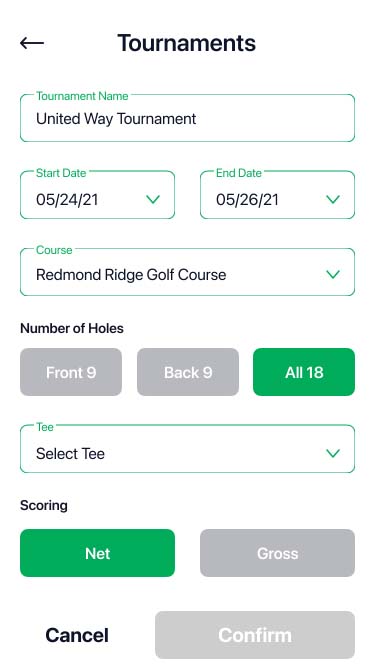 Tournaments
Tournament Name
United Way Tournament
Start Date
End Date
05/24/21
05/26/21
Course
Redmond Ridge Golf Course
Number of Holes
Front 9
Back 9
All 18
Tee
Select Tee
Scoring
Net
Gross
Cancel
Confirm